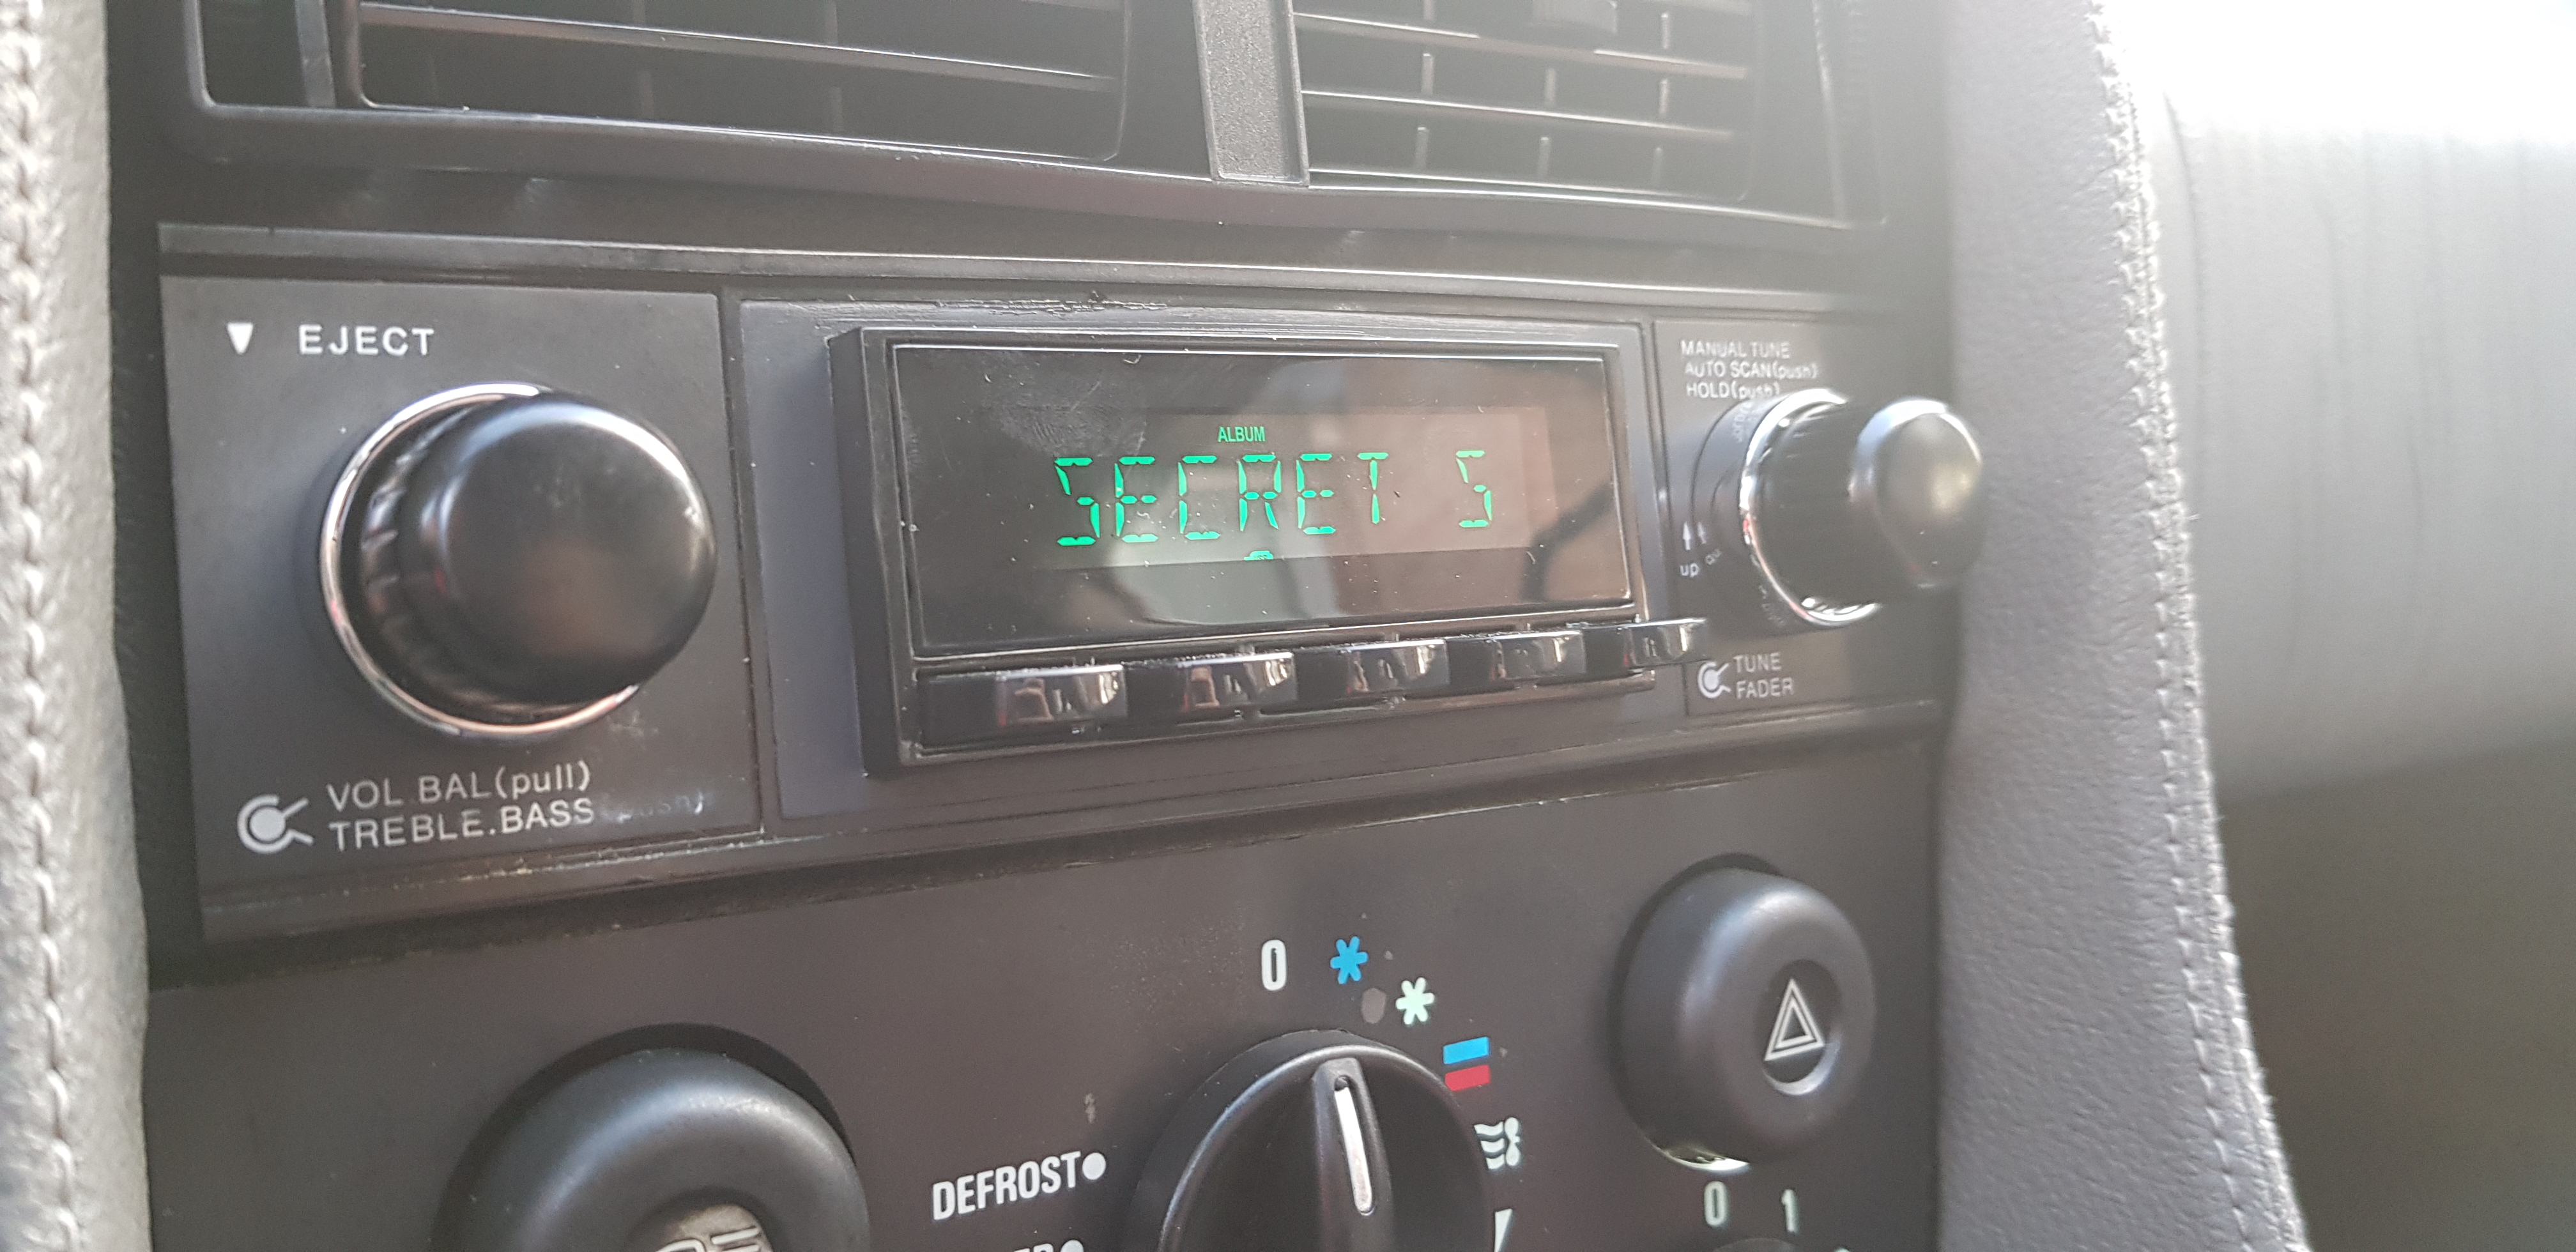 EJECT
VOL.BAL(pull)
TREBLE.BASS
ALBUM
SECRET S
MANUAL TUNE
AUTO SCAN(push)
HOLD(push)
up
TUNE
FADER
0
DEFROST
0 1